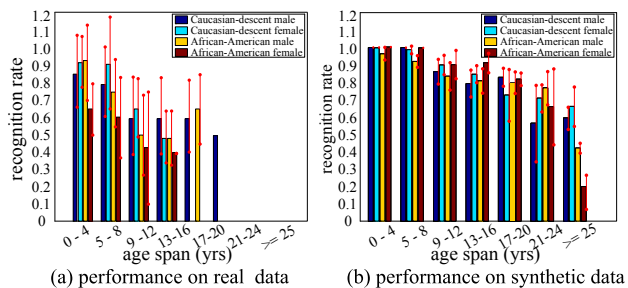 1.2
1.1
1.0
0.9
0.8
0.7
0.6
0.5
0.4
0.3
0.2
0.1
0
recognition rate
Caucasian-descent male
Caucasian-descent female
African-American male
African-American female
0 - 4
5 - 8
9 -12
13-16
17-20
21-24
>= 25
age span (yrs)
(a) performance on real data
1.2
1.1
1.0
0.9
0.8
0.7
0.6
0.5
0.4
0.3
0.2
0.1
0
recognition rate
Caucasian-descent male
Caucasian-descent female
African-American male
African-American female
0 - 4
5 - 8
9 -12
13-16
17-20
21-24
>= 25
age span (yrs)
(b) performance on synthetic data